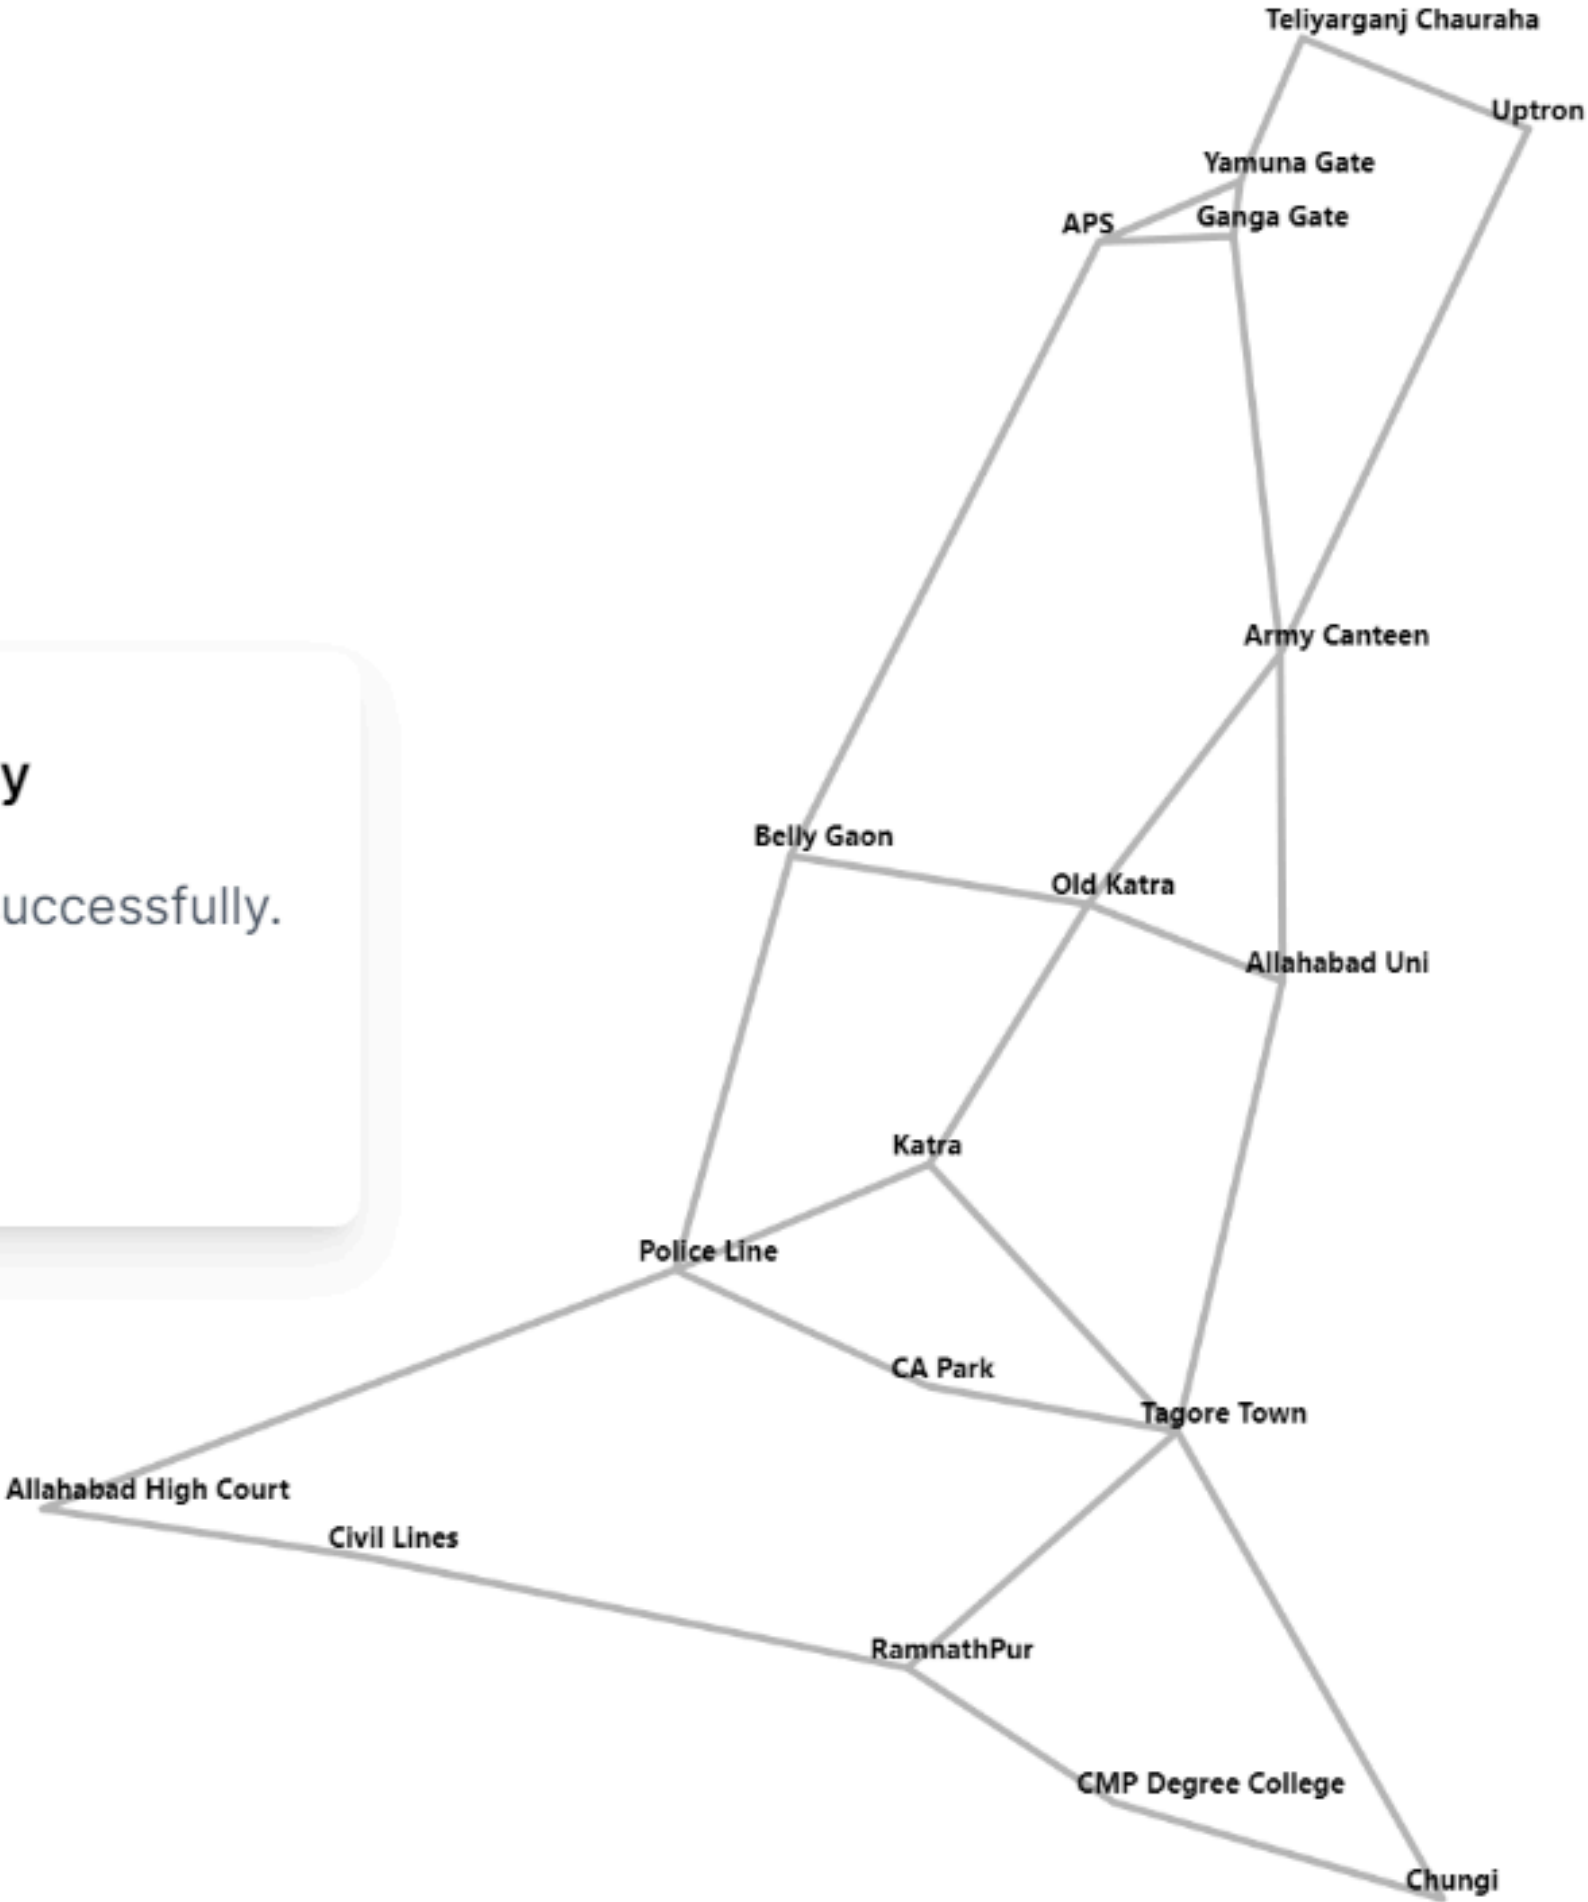 Teliyarganj Chauraha
Uptron
Yamuna Gate
APS
Ganga Gate
Army Canteen
y
uccessfully.
Belly Gaon
Old Katra
Allahabad Uni
Katra
Police Line
CA Park
Tagore Town
Allahabad High Court
Civil Lines
RamnathPur
CMP Degree College
Chungi